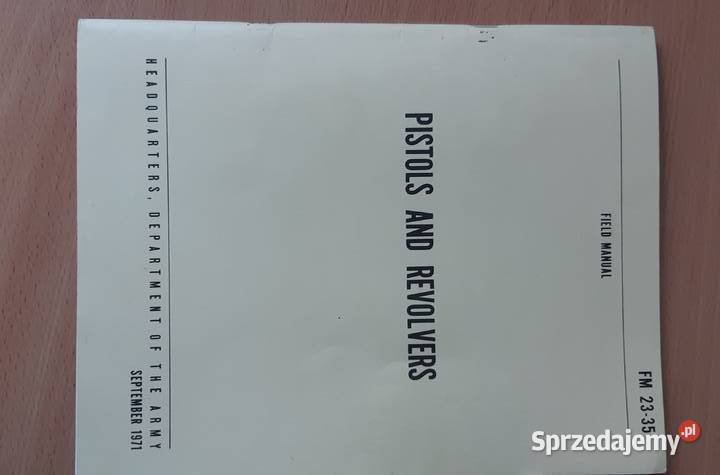 FM 23-35
FIELD MANUAL
PISTOLS AND REVOLVERS
HEADQUARTERS, DEPARTMENT OF THE ARMY
SEPTEMBER 1971
Sprzedajemy.pl